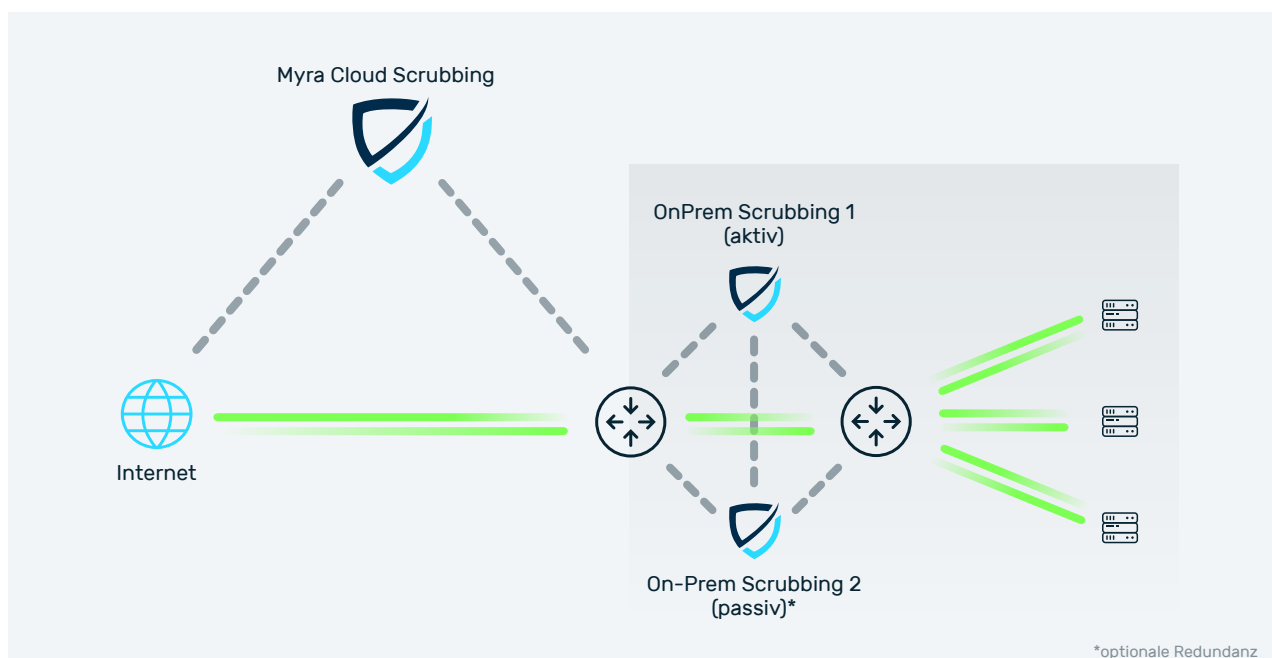 Myra Cloud Scrubbing
OnPrem Scrubbing 1
(aktiv)
Internet
On-Prem Scrubbing 2
(passiv)*
*optionale Redundanz